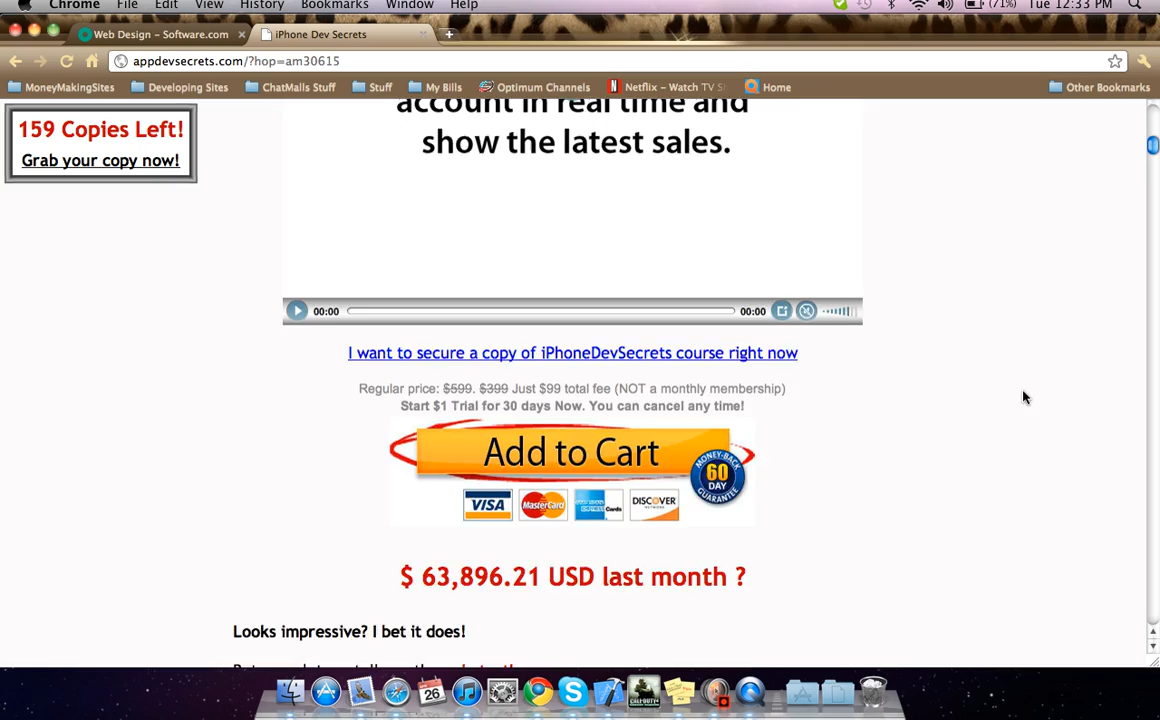 Chrome File Edit View History Bookmarks Window Help (71%) Tue 12:33 PM
Web Design – Software.com iPhone Dev Secrets
appdevsecrets.com/?hop=am30615
MoneyMakingSites Developing Sites ChatMalls Stuff Stuff My Bills Optimum Channels Netflix – Watch TV S Home Other Bookmarks
159 Copies Left!
Grab your copy now!
account in real time and
show the latest sales.
00:00 00:00
I want to secure a copy of iPhoneDevSecrets course right now
Regular price: $599. $399 Just $99 total fee (NOT a monthly membership)
Start $1 Trial for 30 days Now. You can cancel any time!
Add to Cart
MONEY-BACK
60
DAY
GUARANTEE
VISA MasterCard Cards DISCOVER
NETWORK
$ 63,896.21 USD last month ?
Looks impressive? I bet it does!
26